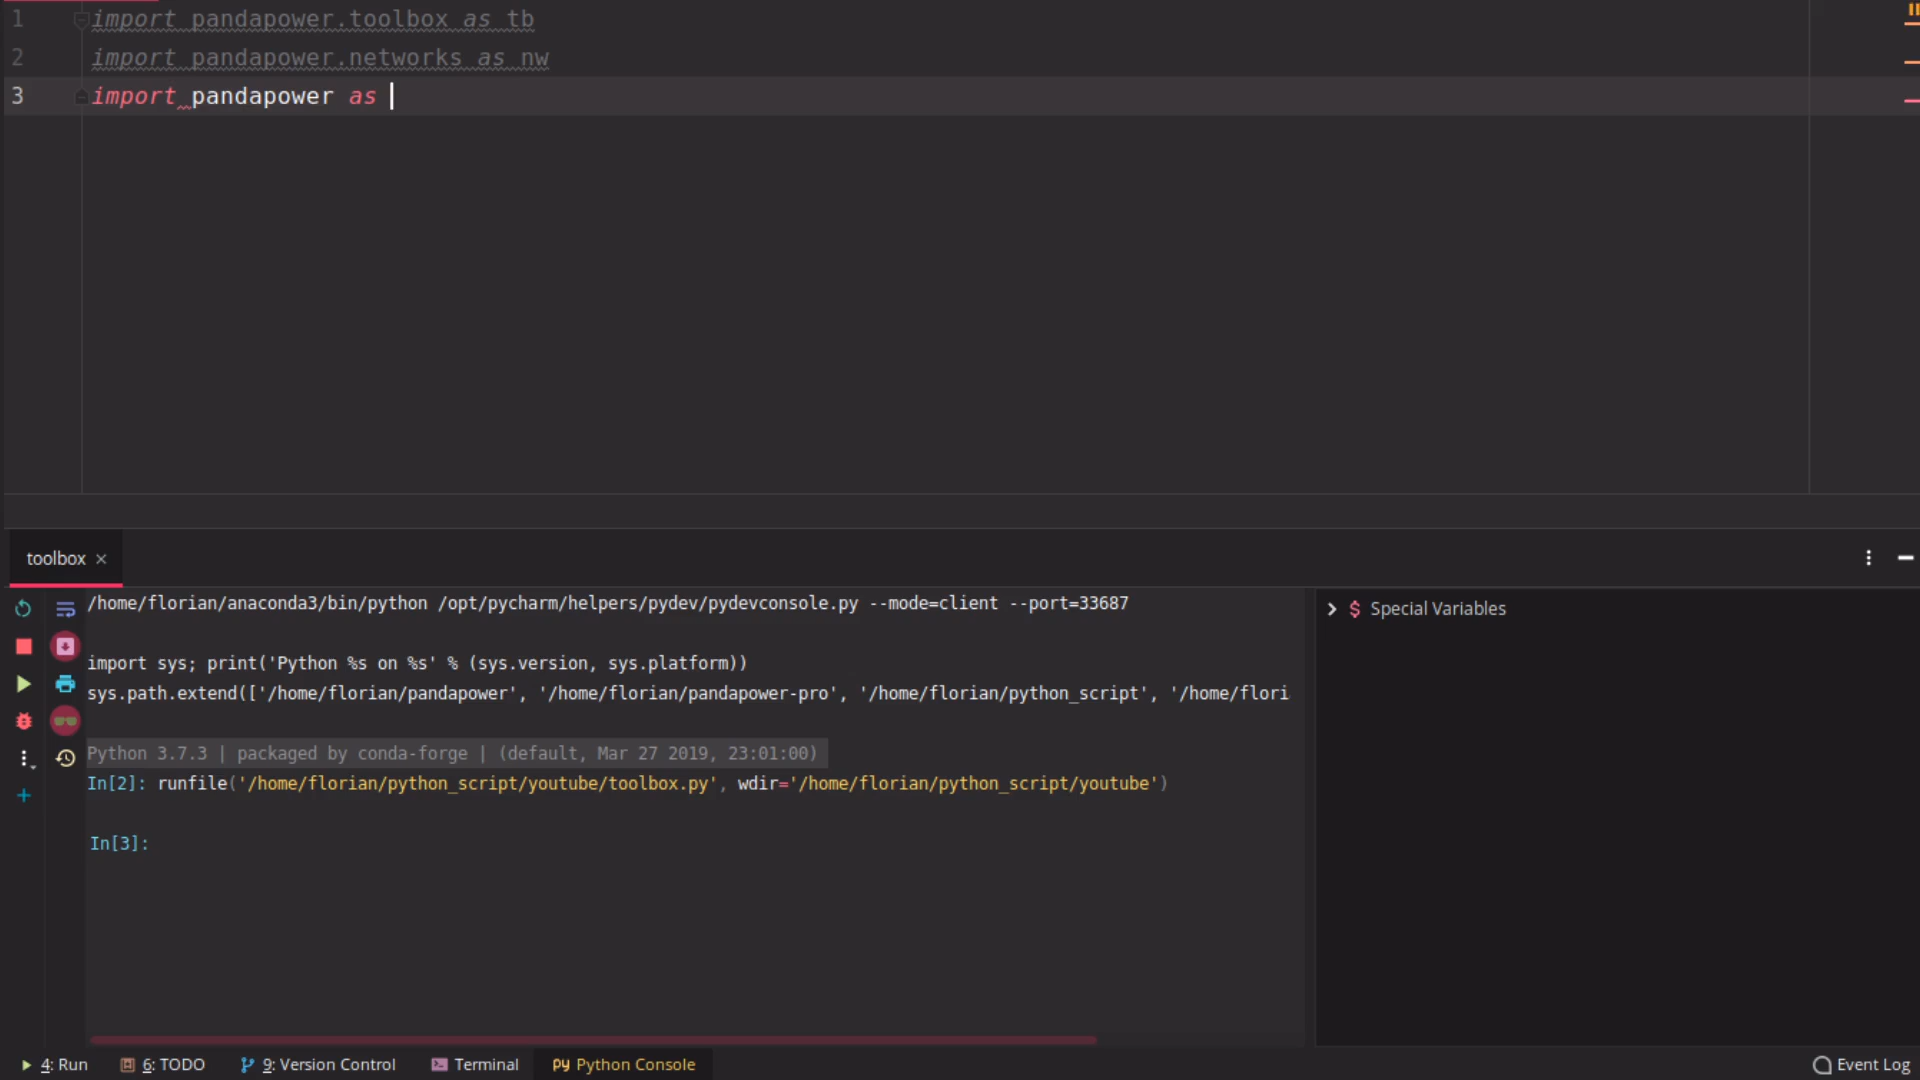 1 import pandapower.toolbox as tb
2 import pandapower.networks as nw
3 import pandapower as
toolbox
/home/florian/anaconda3/bin/python /opt/pycharm/helpers/pydev/pydevconsole.py --mode=client --port=33687
import sys; print('Python %s on %s' % (sys.version, sys.platform))
sys.path.extend(['/home/florian/pandapower', '/home/florian/pandapower-pro', '/home/florian/python_script', '/home/flori
Python 3.7.3 | packaged by conda-forge | (default, Mar 27 2019, 23:01:00)
In[2]: runfile('/home/florian/python_script/youtube/toolbox.py', wdir='/home/florian/python_script/youtube')
In[3]:
Special Variables
4: Run 6: TODO 9: Version Control Terminal Python Console Event Log